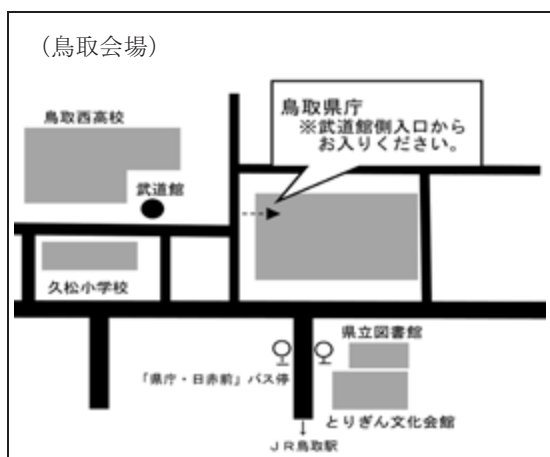 （鳥取会場）
鳥取西高校
鳥取県庁
※武道館側入口から
お入りください。
武道館
久松小学校
県立図書館
「県庁・日赤前」バス停
とりぎん文化会館
↓
ＪＲ鳥取駅